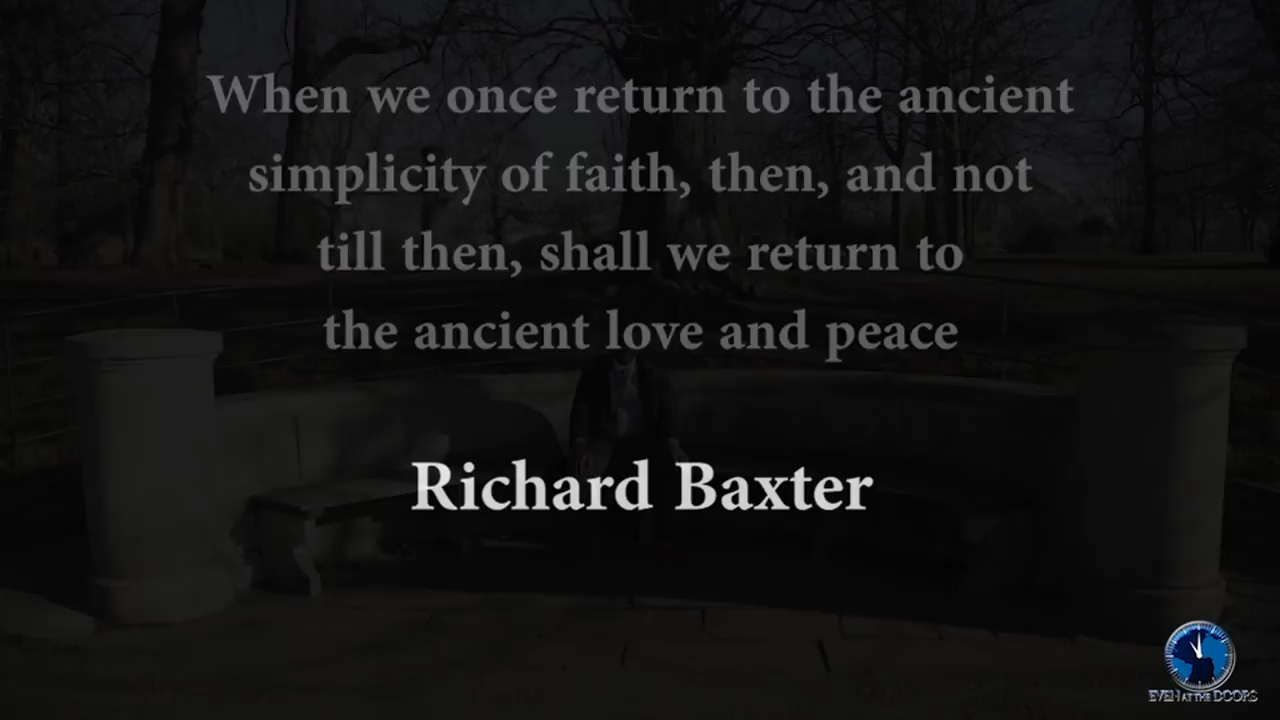 When we once return to the ancient
simplicity of faith, then, and not
till then, shall we return to
the ancient love and peace
Richard Baxter
EVEN AT THE DOORS